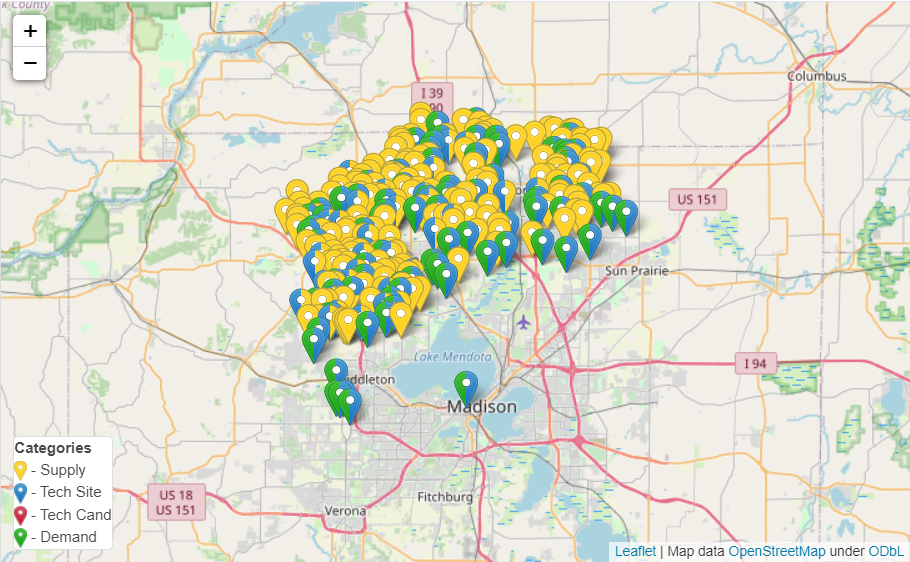 k County
+
−
Columbus
I 39
90
US 151
Sun Prairie
Lake Mendota
I 94
ddleton
Madison
Categories
- Supply
- Tech Site
- Tech Cand
- Demand
US 18
US 151
Fitchburg
Verona
Leaflet | Map data OpenStreetMap under ODbL